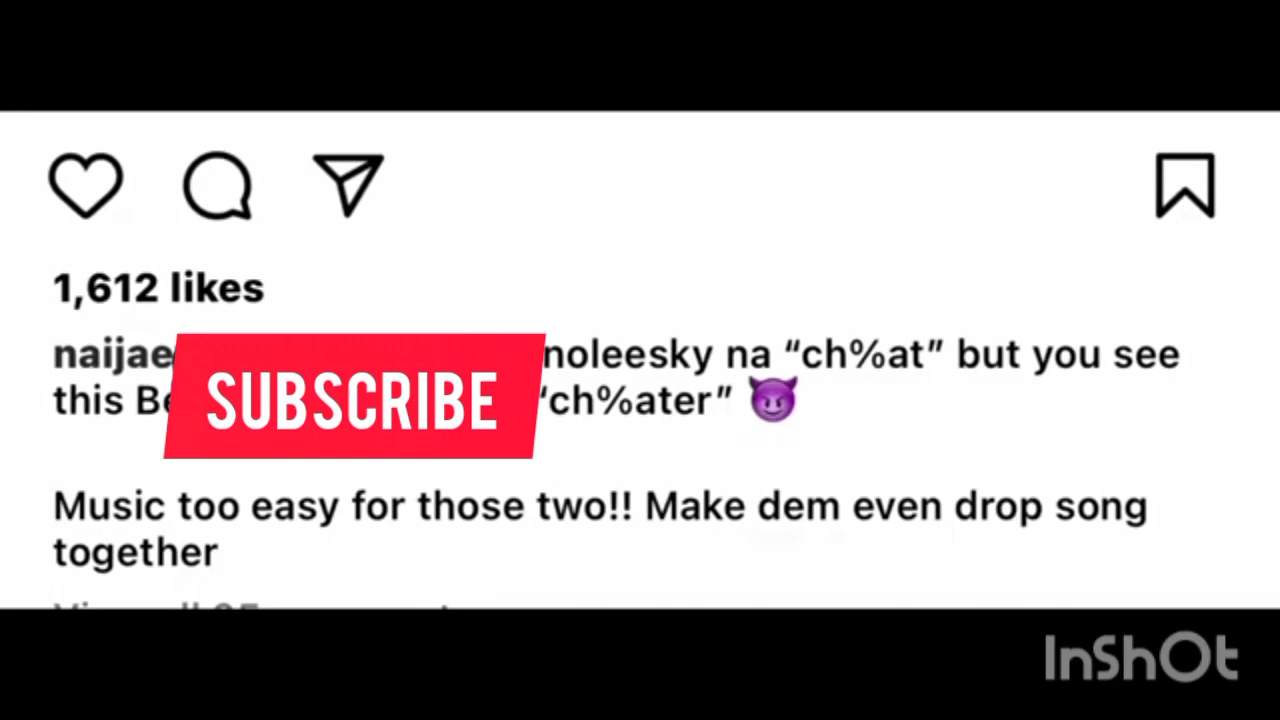 1,612 likes
naijae
noleesky na “ch%at” but you see
this Be
SUBSCRIBE
“ch%ater” 😈
Music too easy for those two!! Make dem even drop song
together
InShOt